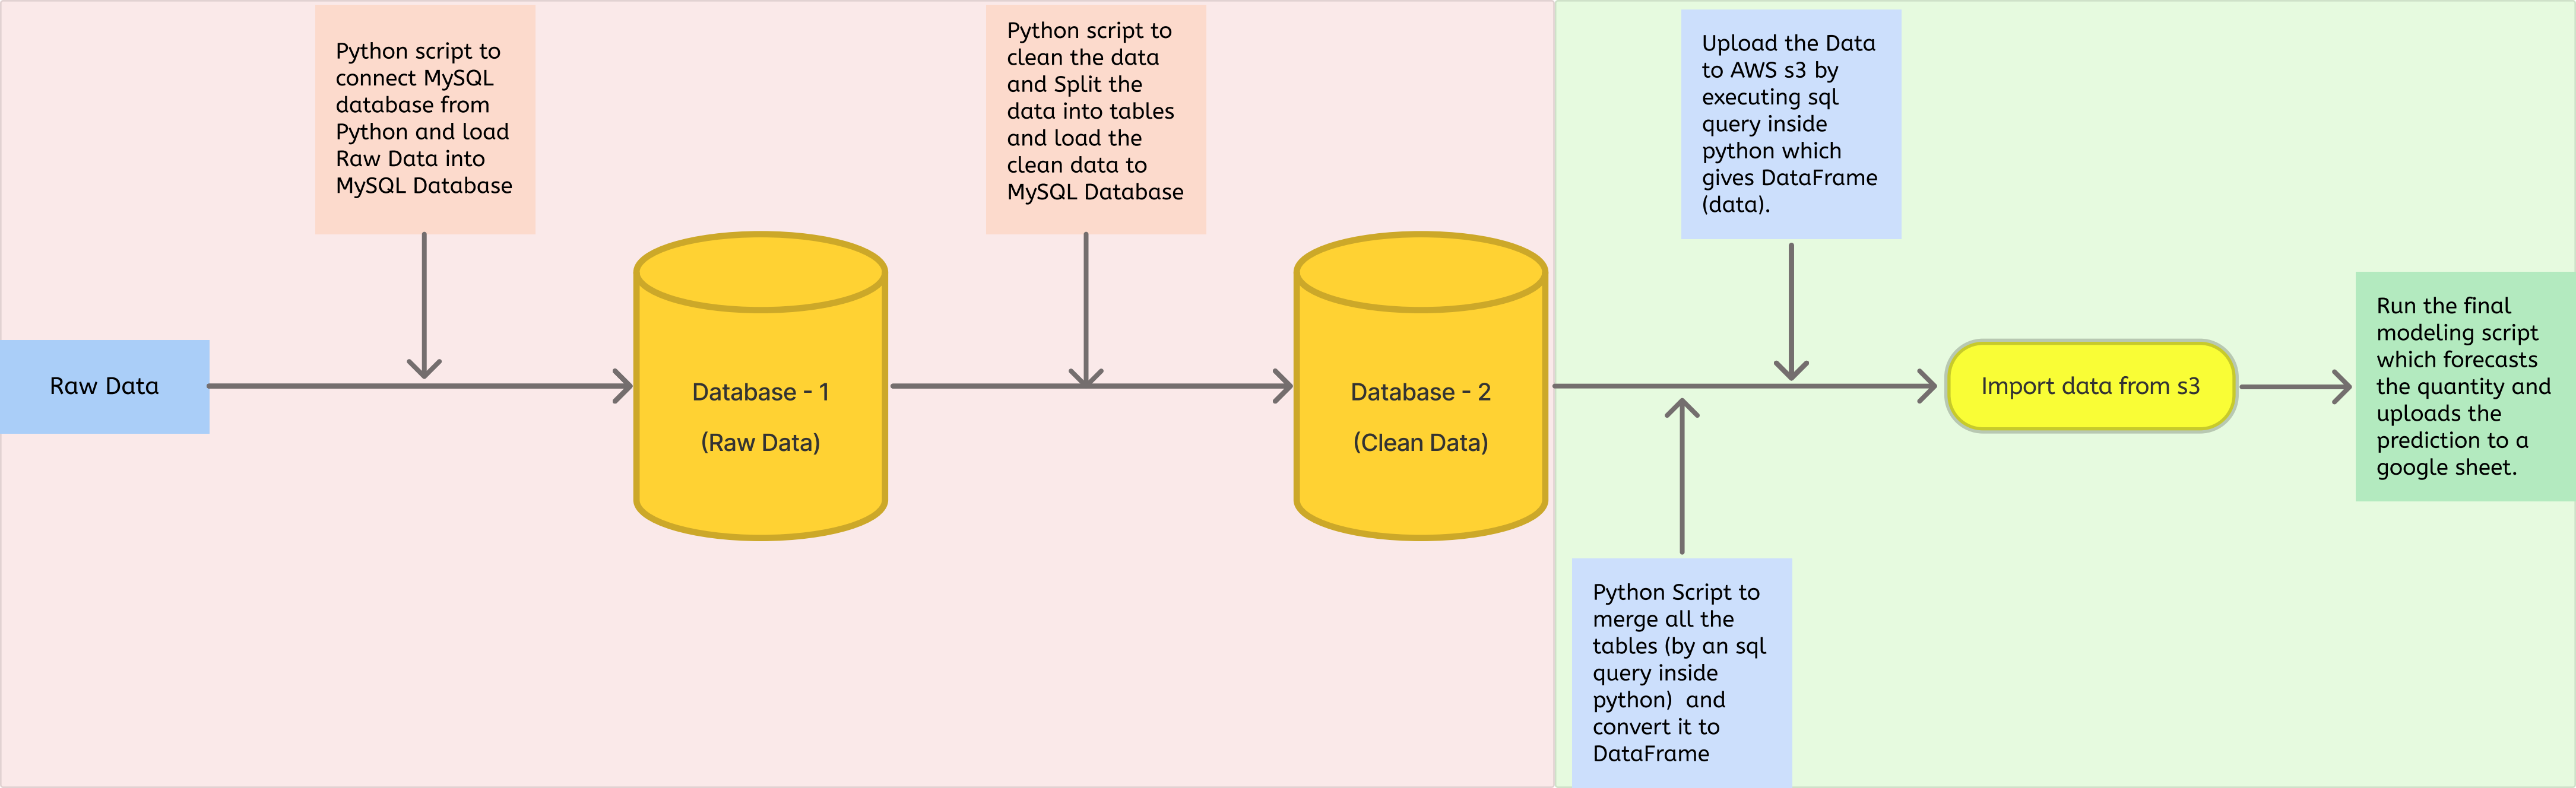 Raw Data
Python script to
connect MySQL
database from
Python and load
Raw Data into
MySQL Database
Database - 1
(Raw Data)
Python script to
clean the data
and Split the
data into tables
and load the
clean data to
MySQL Database
Database - 2
(Clean Data)
Upload the Data
to AWS s3 by
executing sql
query inside
python which
gives DataFrame
(data).
Python Script to
merge all the
tables (by an sql
query inside
python)  and
convert it to
DataFrame
Import data from s3
Run the final
modeling script
which forecasts
the quantity and
uploads the
prediction to a
google sheet.